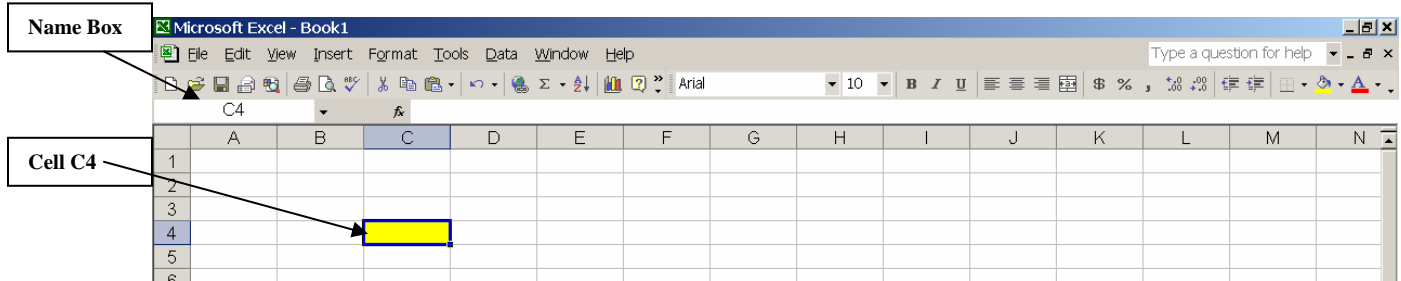 Name Box
Microsoft Excel - Book1
File Edit View Insert Format Tools Data Window Help
Type a question for help
Arial 10 B I U $ % ,
C4 fx
A B C D E F G H I J K L M N
Cell C4
1
2
3
4
5
6